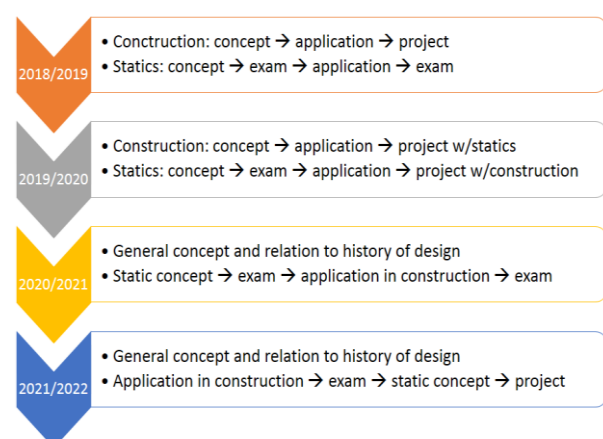 2018/2019
• Conctruction: concept → application → project
• Statics: concept → exam → application → exam
2019/2020
• Conctruction: concept → application → project w/statics
• Statics: concept → exam → application → project w/construction
2020/2021
• General concept and relation to history of design
• Static concept → exam → application in construction → exam
2021/2022
• General concept and relation to history of design
• Application in construction → exam → static concept → project